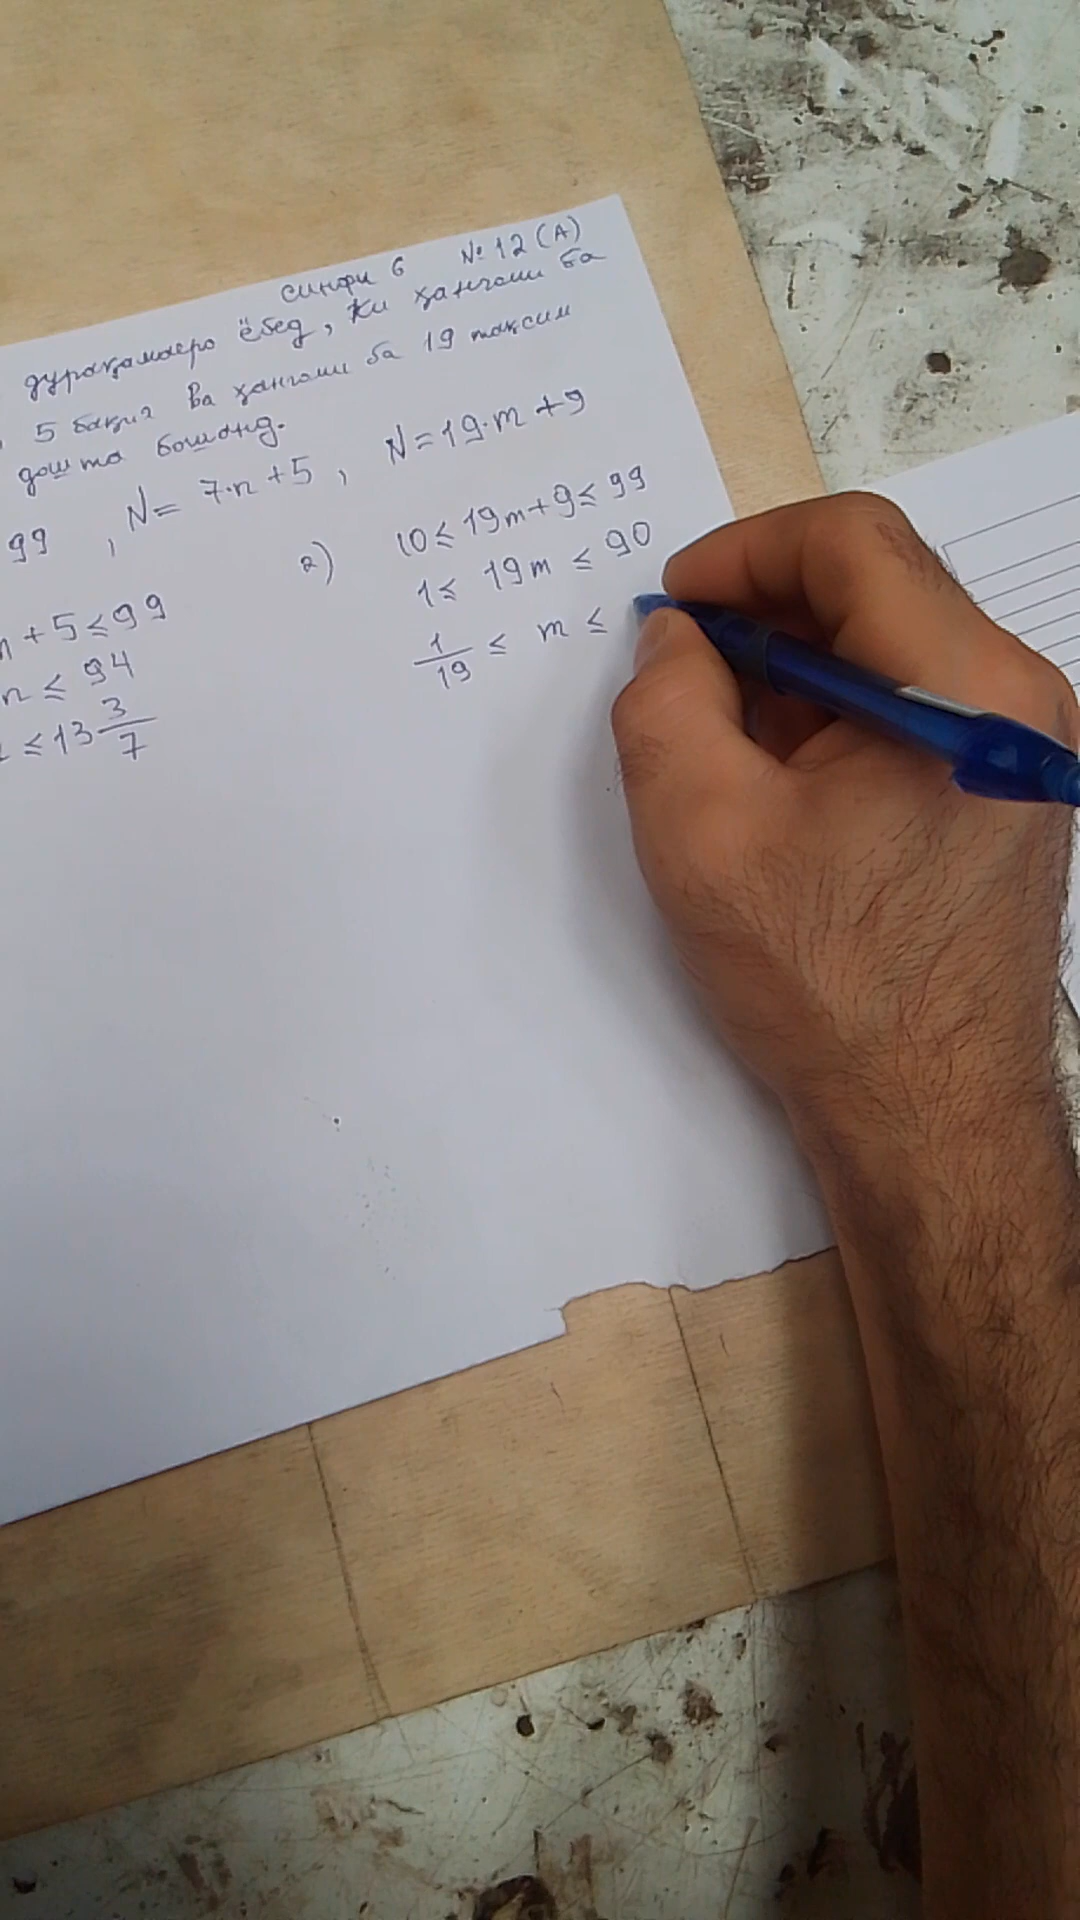 синфи 6 № 12 (А)
дурақамаеро ёбед, ки ҳангоми ба
, 5 бақия ва ҳангоми ба 19 тақсим
дошта бошанд.
99 , N = 7·n + 5 , N = 19·m + 9
2) 10 ≤ 19m + 9 ≤ 99
n + 5 ≤ 99 1 ≤ 19m ≤ 90
n ≤ 94 1/19 ≤ m ≤
≤ 13 3/7